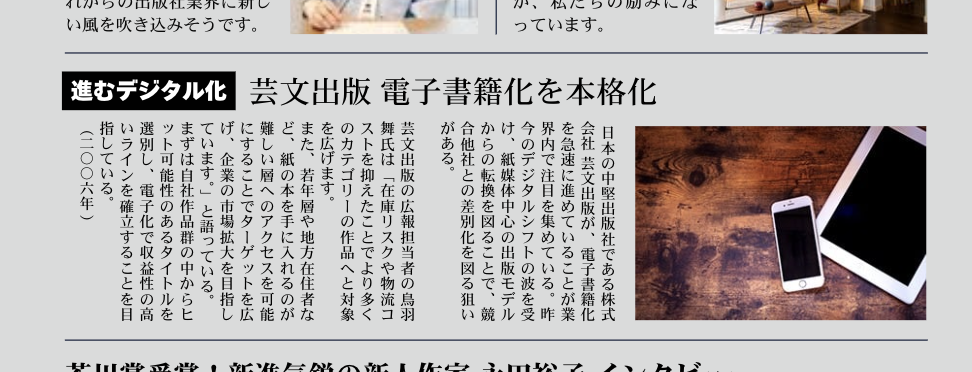 れからの出版社業界に新し
い風を吹き込みそうです。
が、私たちの励みにな
っています。
進むデジタル化
芸文出版 電子書籍化を本格化
日本の中堅出版社である株式
会社 芸文出版が、電子書籍化
を急速に進めていることが業
界内で注目を集めている。昨
今のデジタルシフトの波を受
け、紙媒体中心の出版モデル
からの転換を図ることで、競
合他社との差別化を図る狙い
がある。
芸文出版の広報担当者の鳥羽
舞氏は「在庫リスクや物流コ
ストを抑えたことでより多く
のカテゴリーの作品へと対象
を広げます。
また、若年層や地方在住者な
ど、紙の本を手に入れるのが
難しい層へのアクセスを可能
にすることでターゲットを広
げ、企業の市場拡大を目指し
ています。」と語っている。
まずは自社作品群の中からヒ
ット可能性のあるタイトルを
選別し、電子化で収益性の高
いラインを確立することを目
指している。
（二〇〇六年）